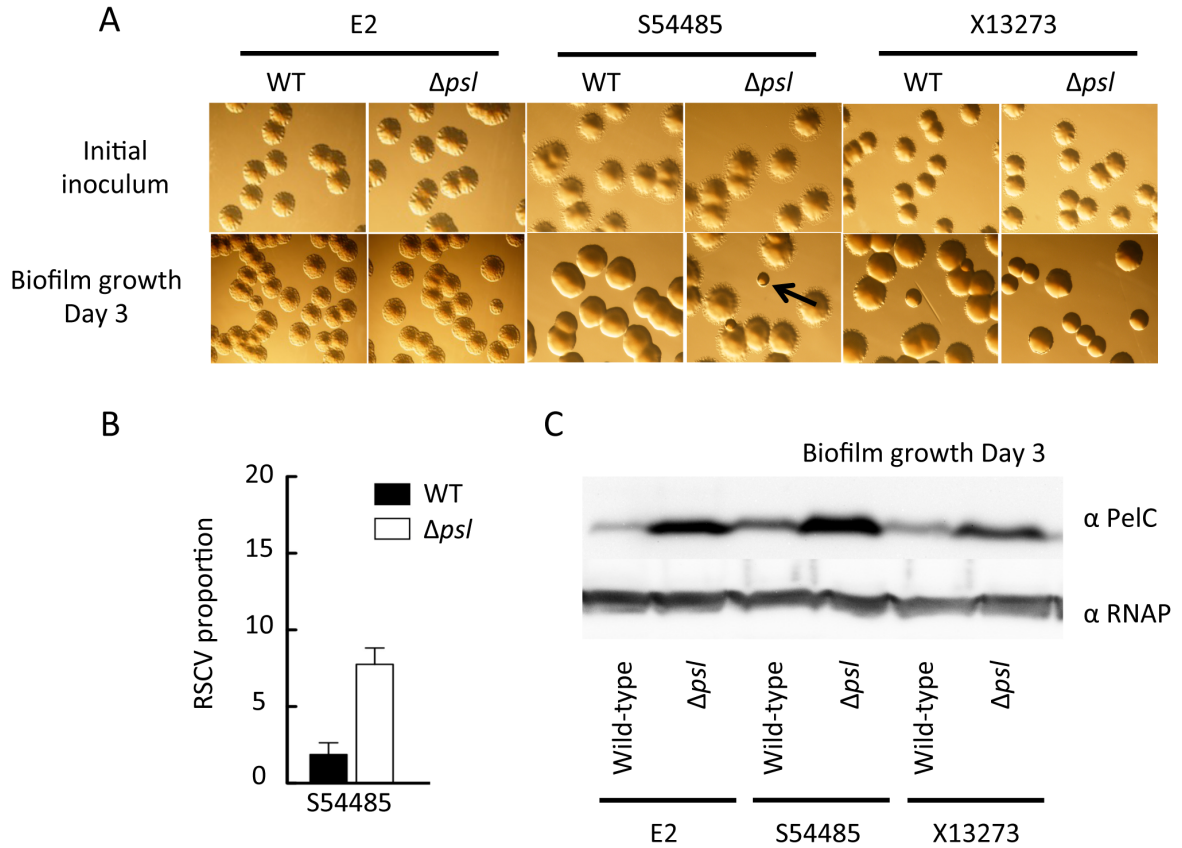 A
E2 S54485 X13273
WT Δpsl WT Δpsl WT Δpsl
Initial
inoculum
Biofilm growth
Day 3
B
RSCV proportion
20
15
10
5
0
WT
Δpsl
S54485
C
Biofilm growth Day 3
α PelC
α RNAP
Wild-type Δpsl Wild-type Δpsl Wild-type Δpsl
E2 S54485 X13273